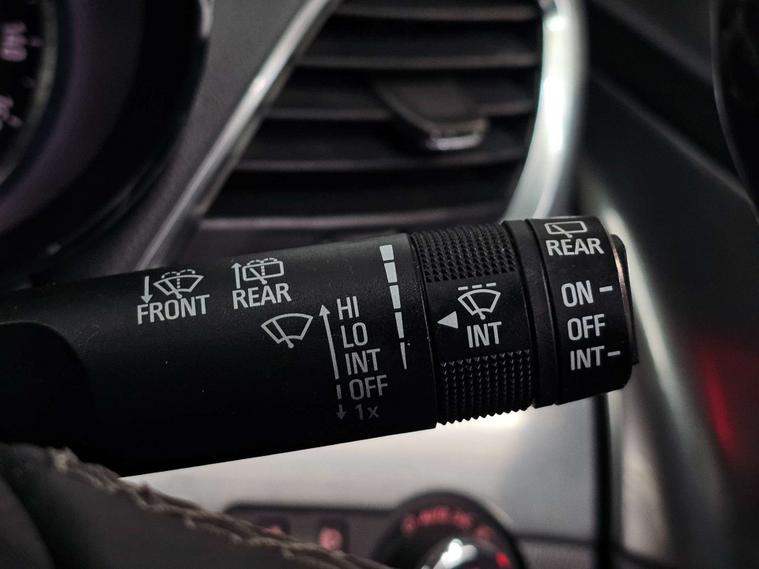 FRONT
REAR
HI
LO
INT
OFF
1x
INT
REAR
ON
OFF
INT